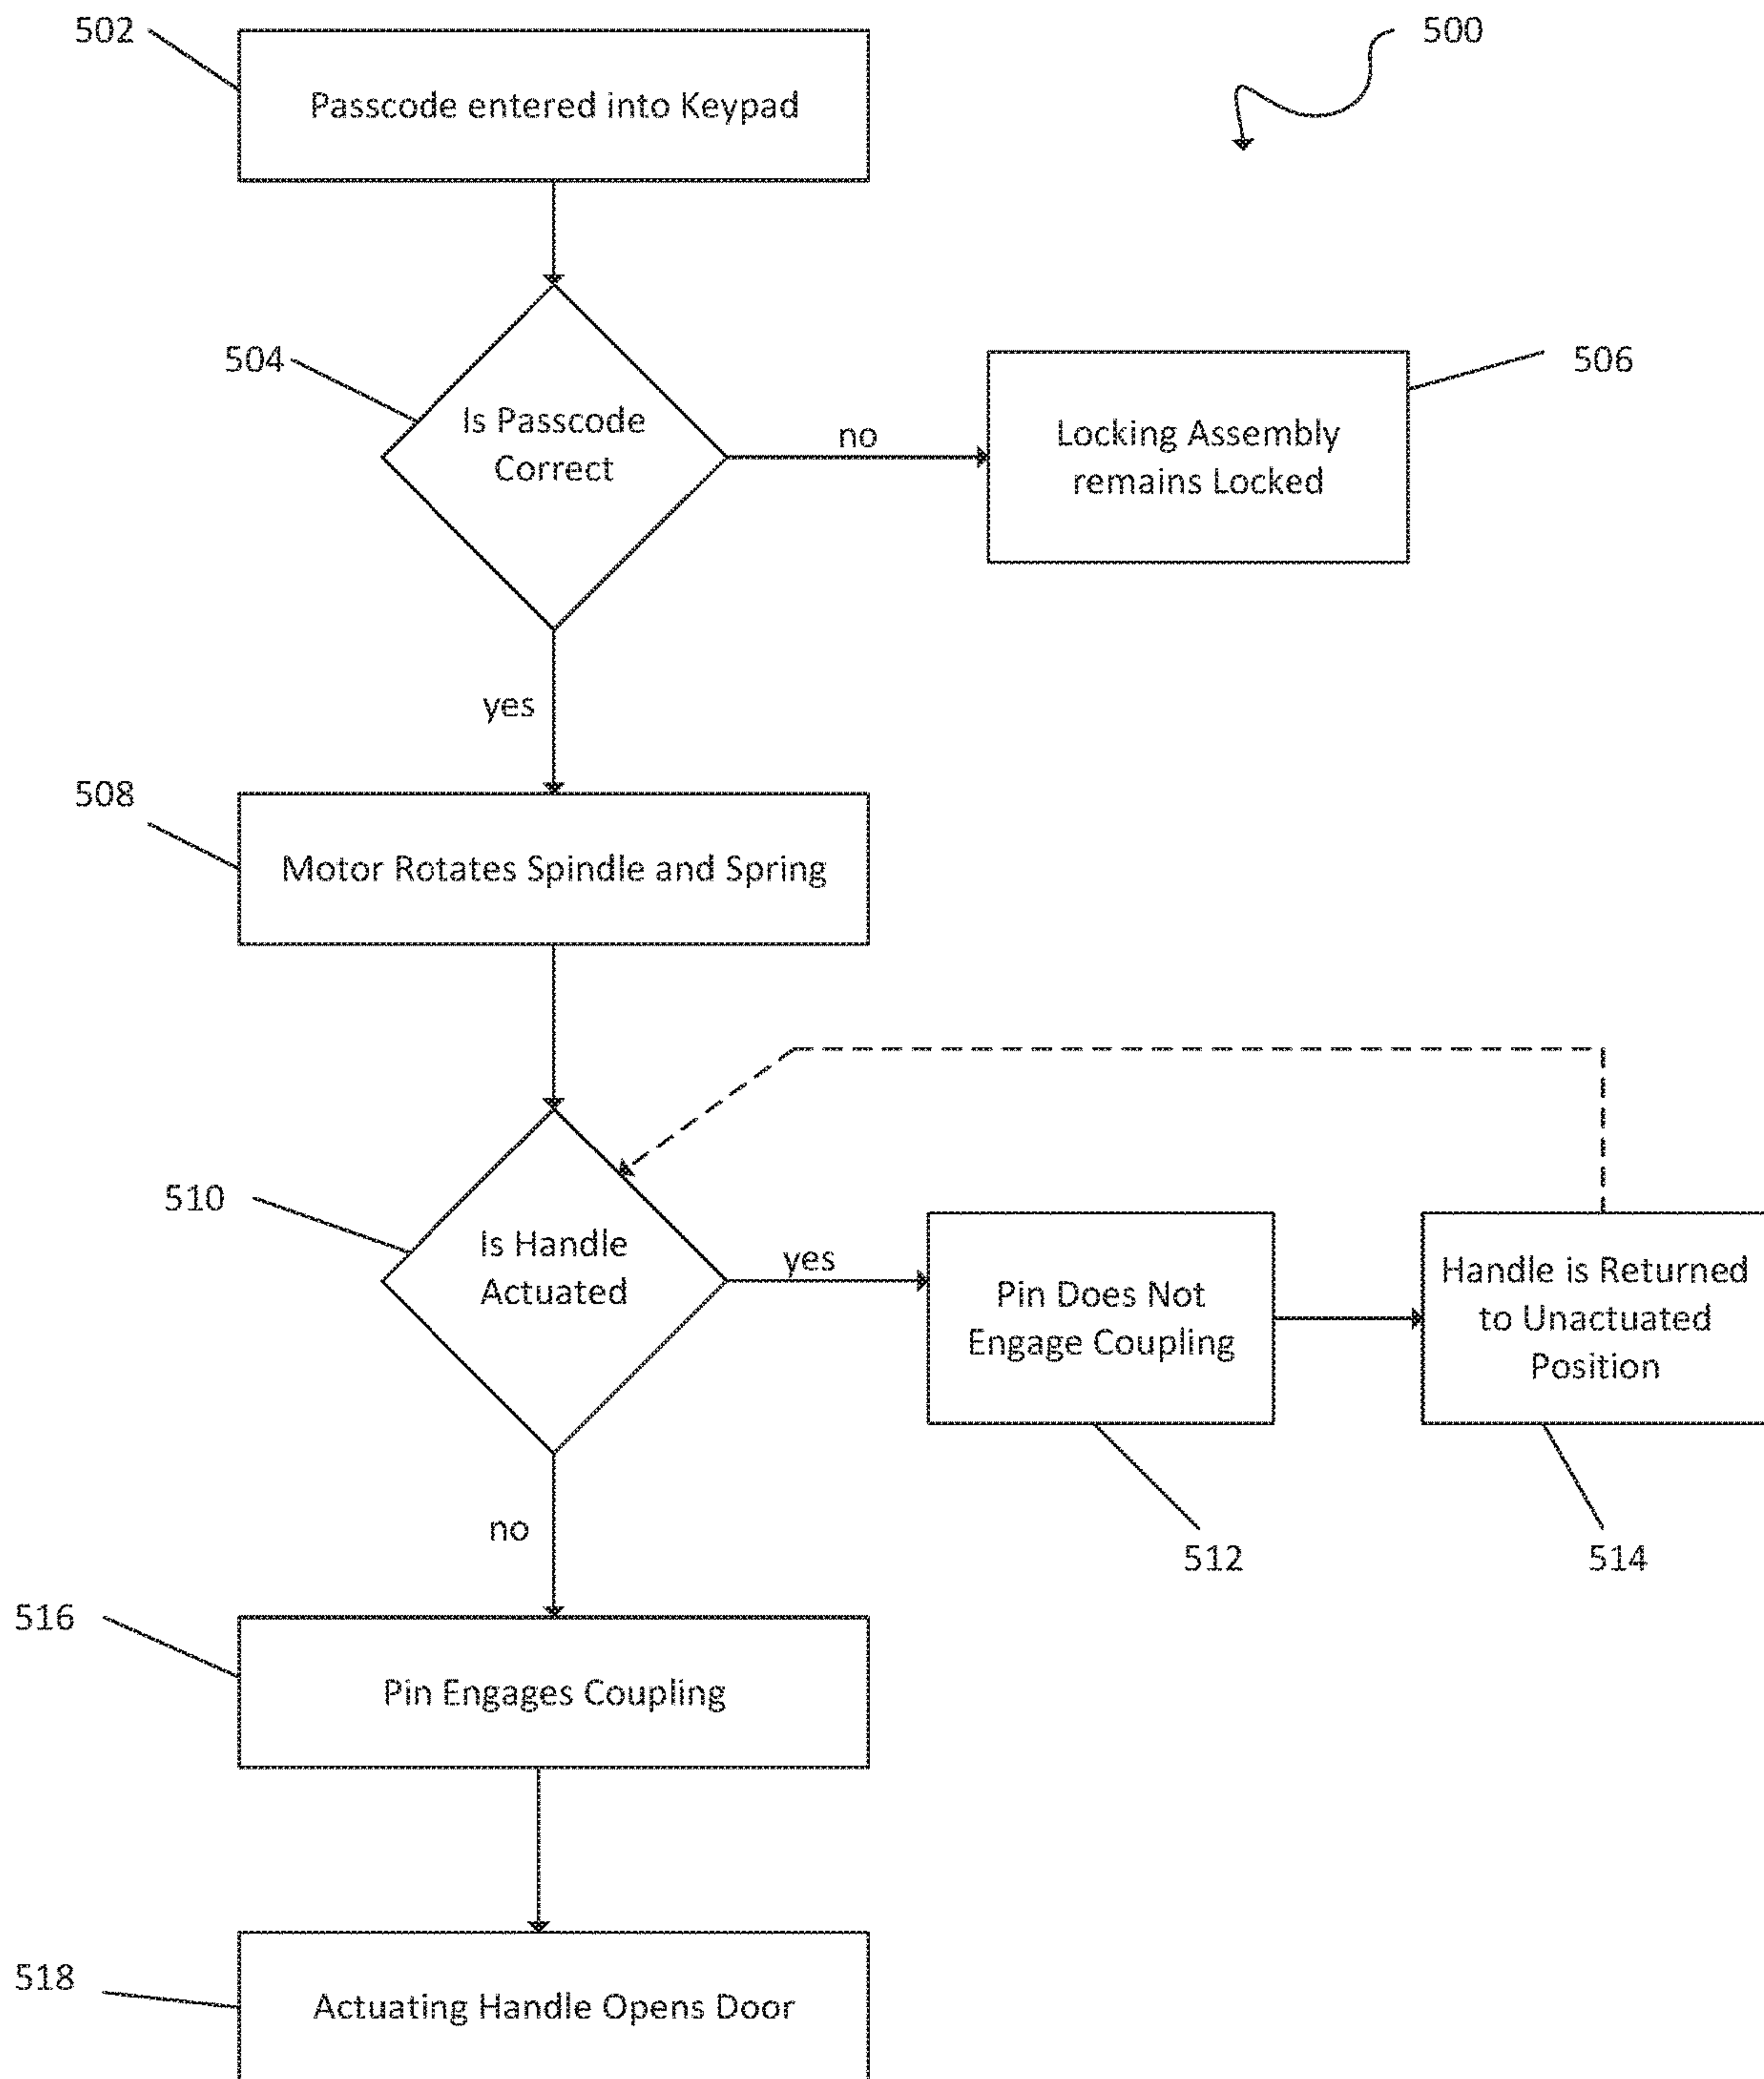 502
500
Passcode entered into Keypad
504
506
Is Passcode
Correct
no
Locking Assembly
remains Locked
yes
508
Motor Rotates Spindle and Spring
510
Is Handle
Actuated
yes
Pin Does Not
Engage Coupling
Handle is Returned
to Unactuated
Position
no
512
514
516
Pin Engages Coupling
518
Actuating Handle Opens Door